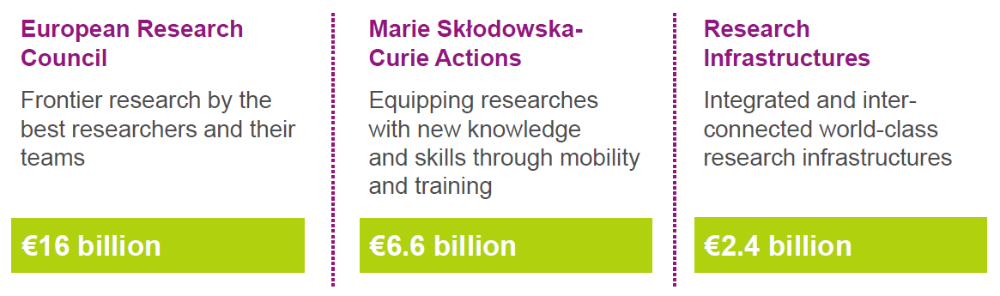 European Research
Council
Frontier research by the
best researchers and their
teams
€16 billion
Marie Skłodowska-
Curie Actions
Equipping researches
with new knowledge
and skills through mobility
and training
€6.6 billion
Research
Infrastructures
Integrated and inter-
connected world-class
research infrastructures
€2.4 billion